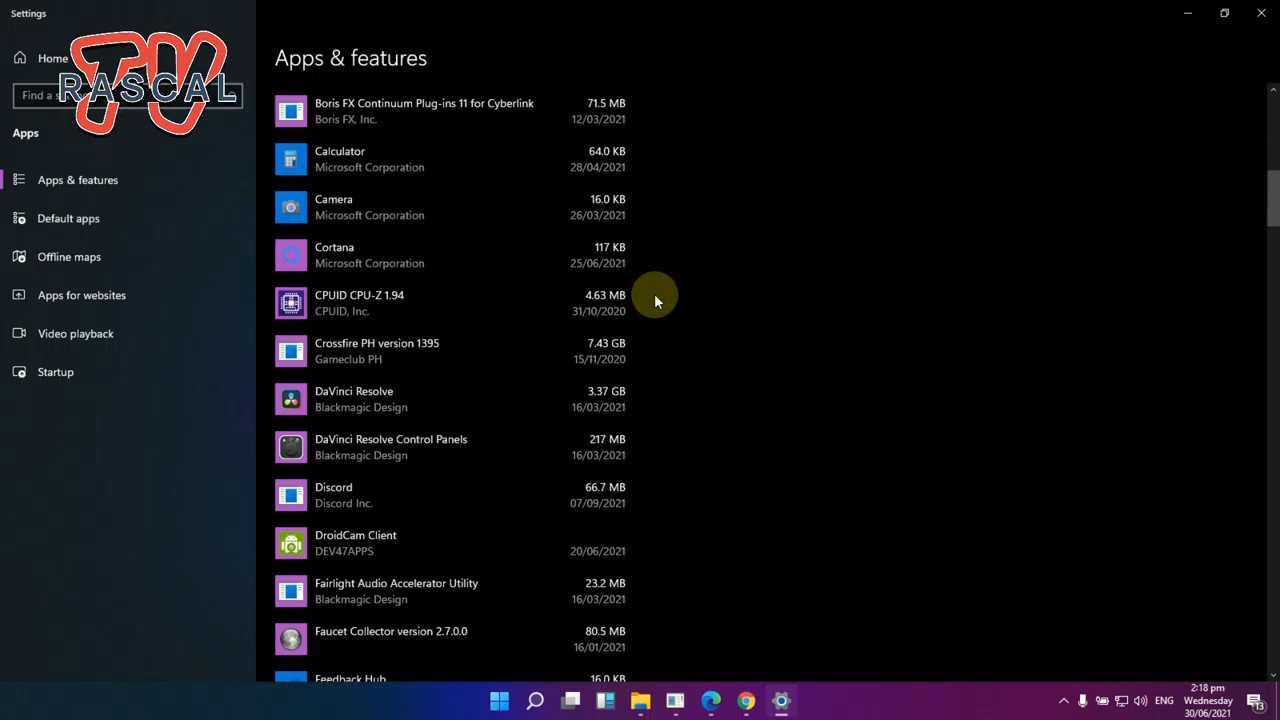 Settings
Home
TV
RASCAL
Find a s
Apps
Apps & features
Default apps
Offline maps
Apps for websites
Video playback
Startup
Apps & features
Boris FX Continuum Plug-ins 11 for Cyberlink 71.5 MB
Boris FX, Inc. 12/03/2021
Calculator 64.0 KB
Microsoft Corporation 28/04/2021
Camera 16.0 KB
Microsoft Corporation 26/03/2021
Cortana 117 KB
Microsoft Corporation 25/06/2021
CPUID CPU-Z 1.94 4.63 MB
CPUID, Inc. 31/10/2020
Crossfire PH version 1395 7.43 GB
Gameclub PH 15/11/2020
DaVinci Resolve 3.37 GB
Blackmagic Design 16/03/2021
DaVinci Resolve Control Panels 217 MB
Blackmagic Design 16/03/2021
Discord 66.7 MB
Discord Inc. 07/09/2021
DroidCam Client
DEV47APPS 20/06/2021
Fairlight Audio Accelerator Utility 23.2 MB
Blackmagic Design 16/03/2021
Faucet Collector version 2.7.0.0 80.5 MB
16/01/2021
Feedback Hub 16.0 KB
ENG
2:18 pm
Wednesday
30/06/2021
13